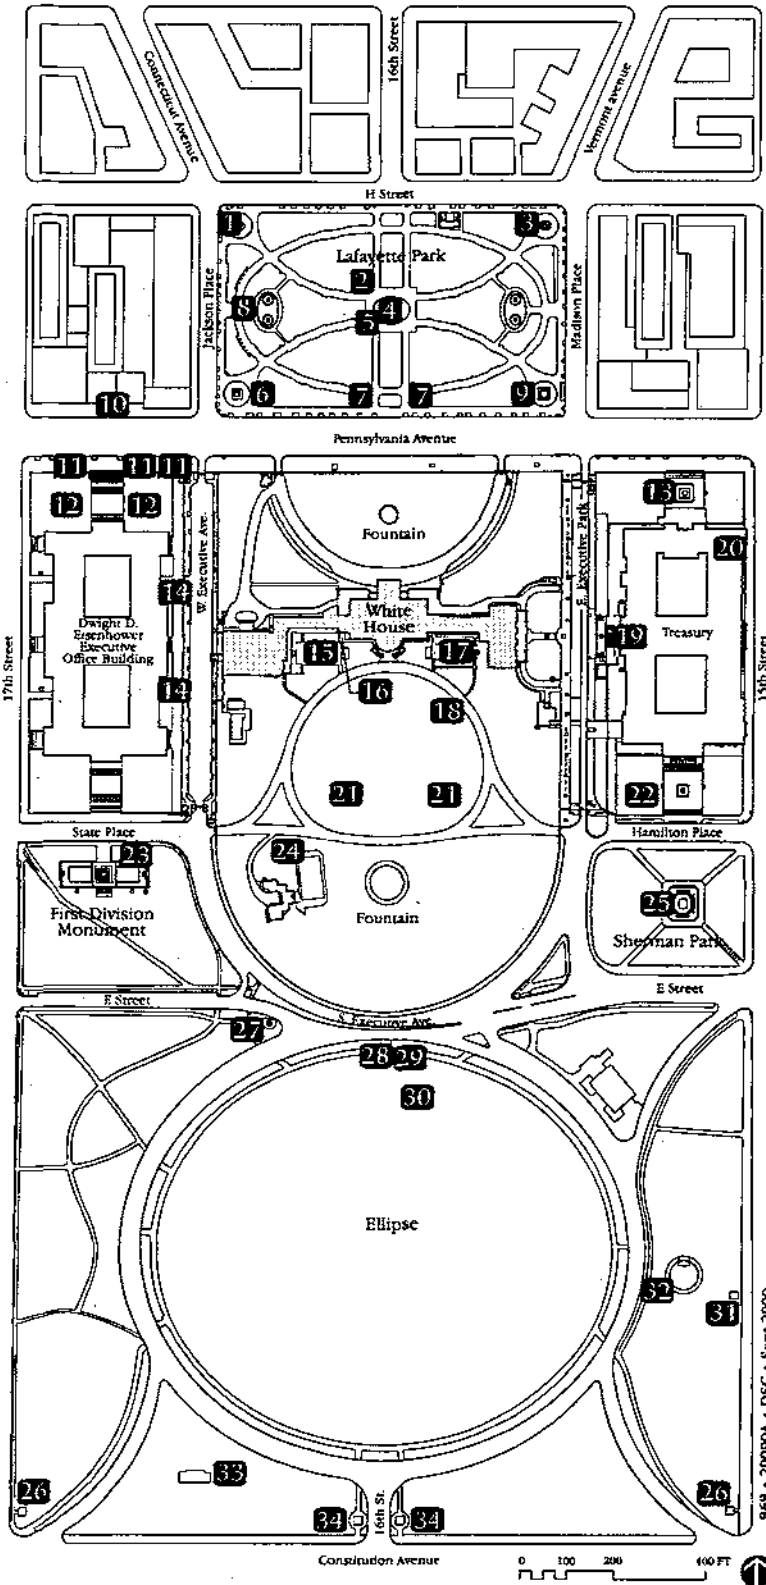 Connecticut Avenue
16th Street
Vermont avenue
H Street
1
3
Lafayette Park
2
Jackson Place
8
4
5
Madison Place
6
7
7
9
10
Pennsylvania Avenue
11
11
11
12
12
13
Fountain
W. Executive Ave.
E. Executive Park
20
14
White
House
Dwight D.
Eisenhower
Executive
Office Building
17th Street
15
17
19
Treasury
15th Street
14
16
18
21
21
22
State Place
Hamilton Place
23
24
First Division
Monument
Fountain
25
Sherman Park
E Street
E Street
S. Executive Ave.
27
28
29
30
Ellipse
32
31
26
33
26
34
16th St.
34
Constitution Avenue
0 100 200 400 FT